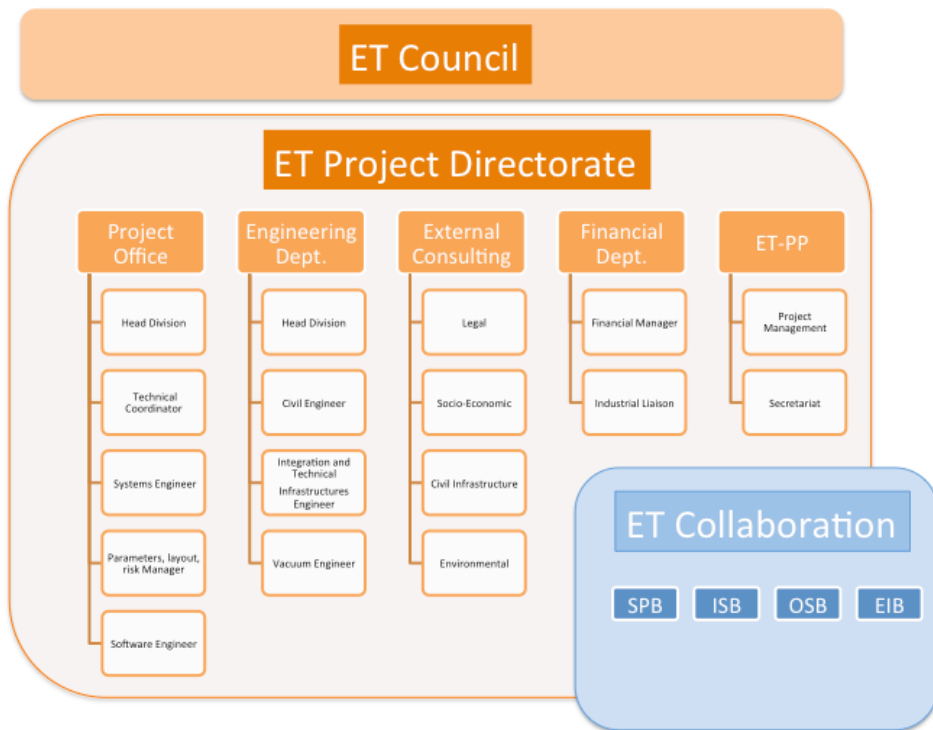 ET Council
ET Project Directorate
Project
Office
Head Division
Technical
Coordinator
Systems Engineer
Parameters, layout,
risk Manager
Software Engineer
Engineering
Dept.
Head Division
Civil Engineer
Integration and
Technical
Infrastructures
Engineer
Vacuum Engineer
External
Consulting
Legal
Socio-Economic
Civil Infrastructure
Environmental
Financial
Dept.
Financial Manager
Industrial Liaison
ET-PP
Project
Management
Secretariat
ET Collaboration
SPB
ISB
OSB
EIB